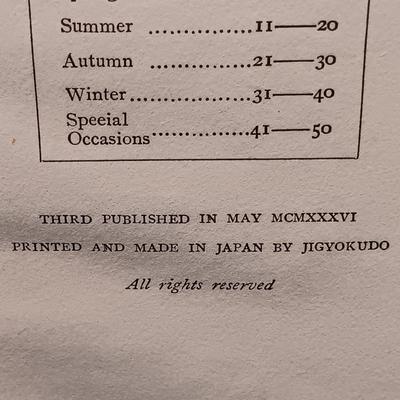 Summer ...............11——20
Autumn ...............21——30
Winter..................31——40
Speeial
Occasions...............41——50
THIRD PUBLISHED IN MAY MCMXXXVI
PRINTED AND MADE IN JAPAN BY JIGYOKUDO
All rights reserved